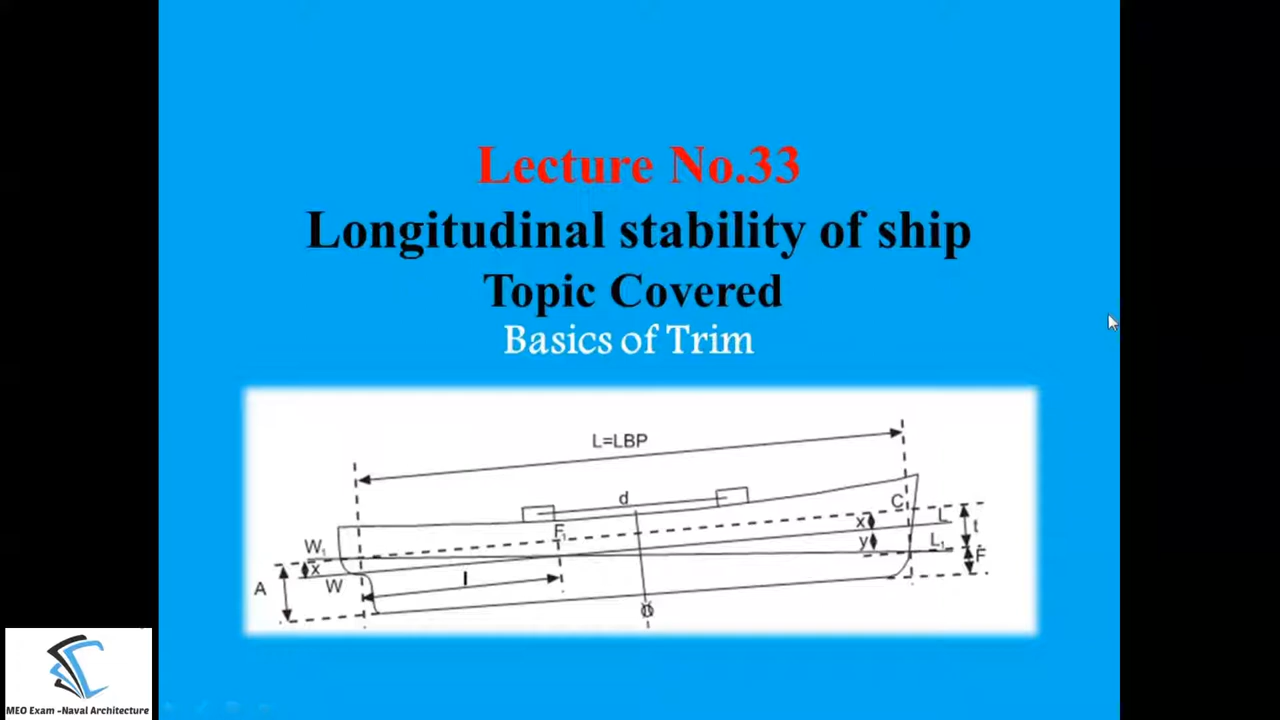 Lecture No.33
Longitudinal stability of ship
Topic Covered
Basics of Trim
L=LBP
d
C
F₁
W₁
x
L
t
y
L₁
F
A
x
W
l
MEO Exam -Naval Architecture